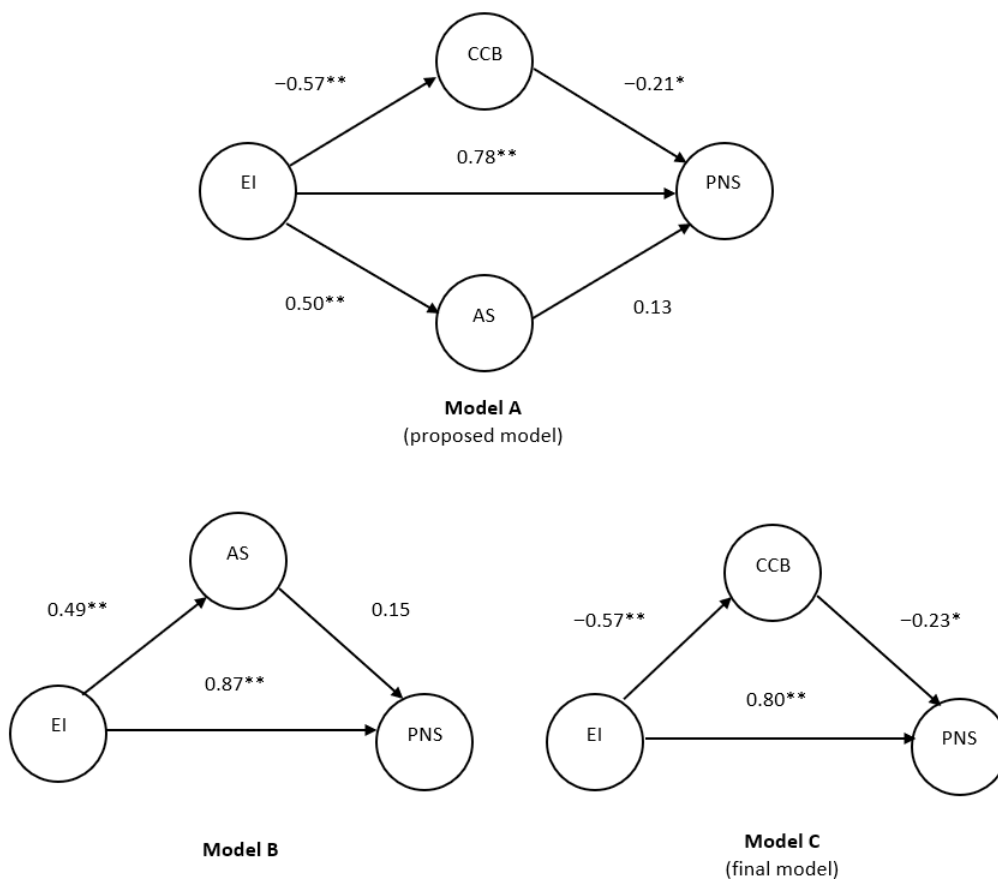 CCB
−0.57**
−0.21*
0.78**
EI
PNS
0.50**
AS
0.13
Model A
(proposed model)
AS
0.49**
0.15
0.87**
EI
PNS
Model B
CCB
−0.57**
−0.23*
0.80**
EI
PNS
Model C
(final model)